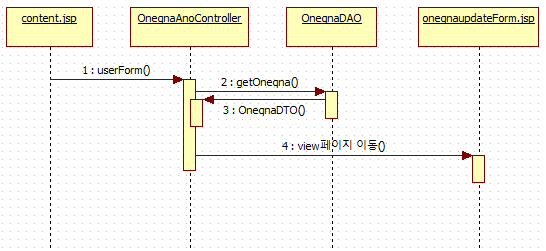 content.jsp
OneqnaAnoController
OneqnaDAO
oneqnaupdateForm.jsp
1 : userForm()
2 : getOneqna()
3 : OneqnaDTO()
4 : view페이지 이동()